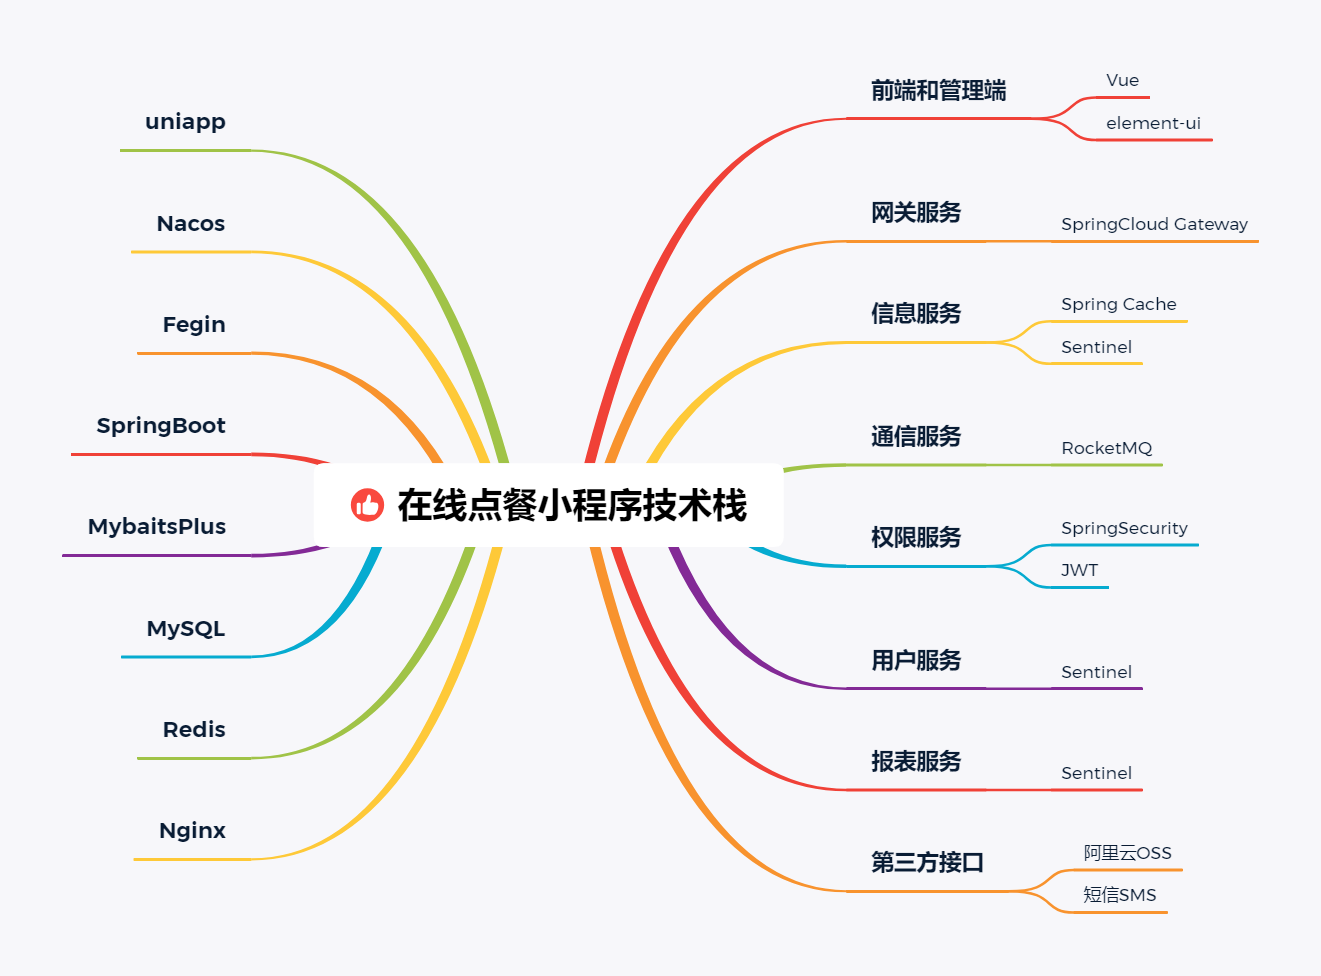 在线点餐小程序技术栈
前端和管理端
Vue
element-ui
网关服务
SpringCloud Gateway
信息服务
Spring Cache
Sentinel
通信服务
RocketMQ
权限服务
SpringSecurity
JWT
用户服务
Sentinel
报表服务
Sentinel
第三方接口
阿里云OSS
短信SMS
uniapp
Nacos
Fegin
SpringBoot
MybaitsPlus
MySQL
Redis
Nginx